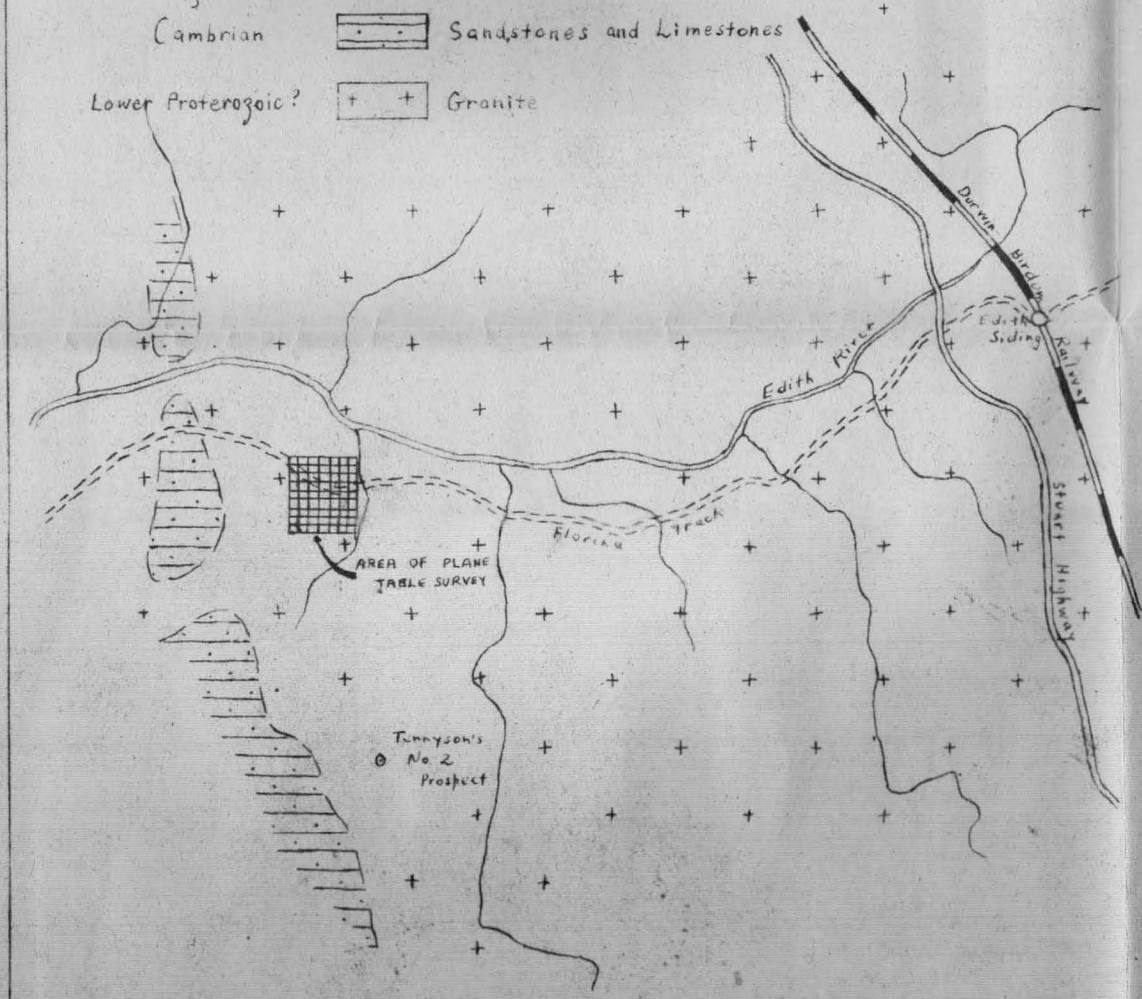 Cambrian
Sandstones and Limestones
Lower Proterozoic?
Granite
Darwin Birdum Railway
Edith
Siding
Edith River
Florina Track
Stuart Highway
AREA OF PLANE
TABLE SURVEY
Tennyson's
No. 2
Prospect